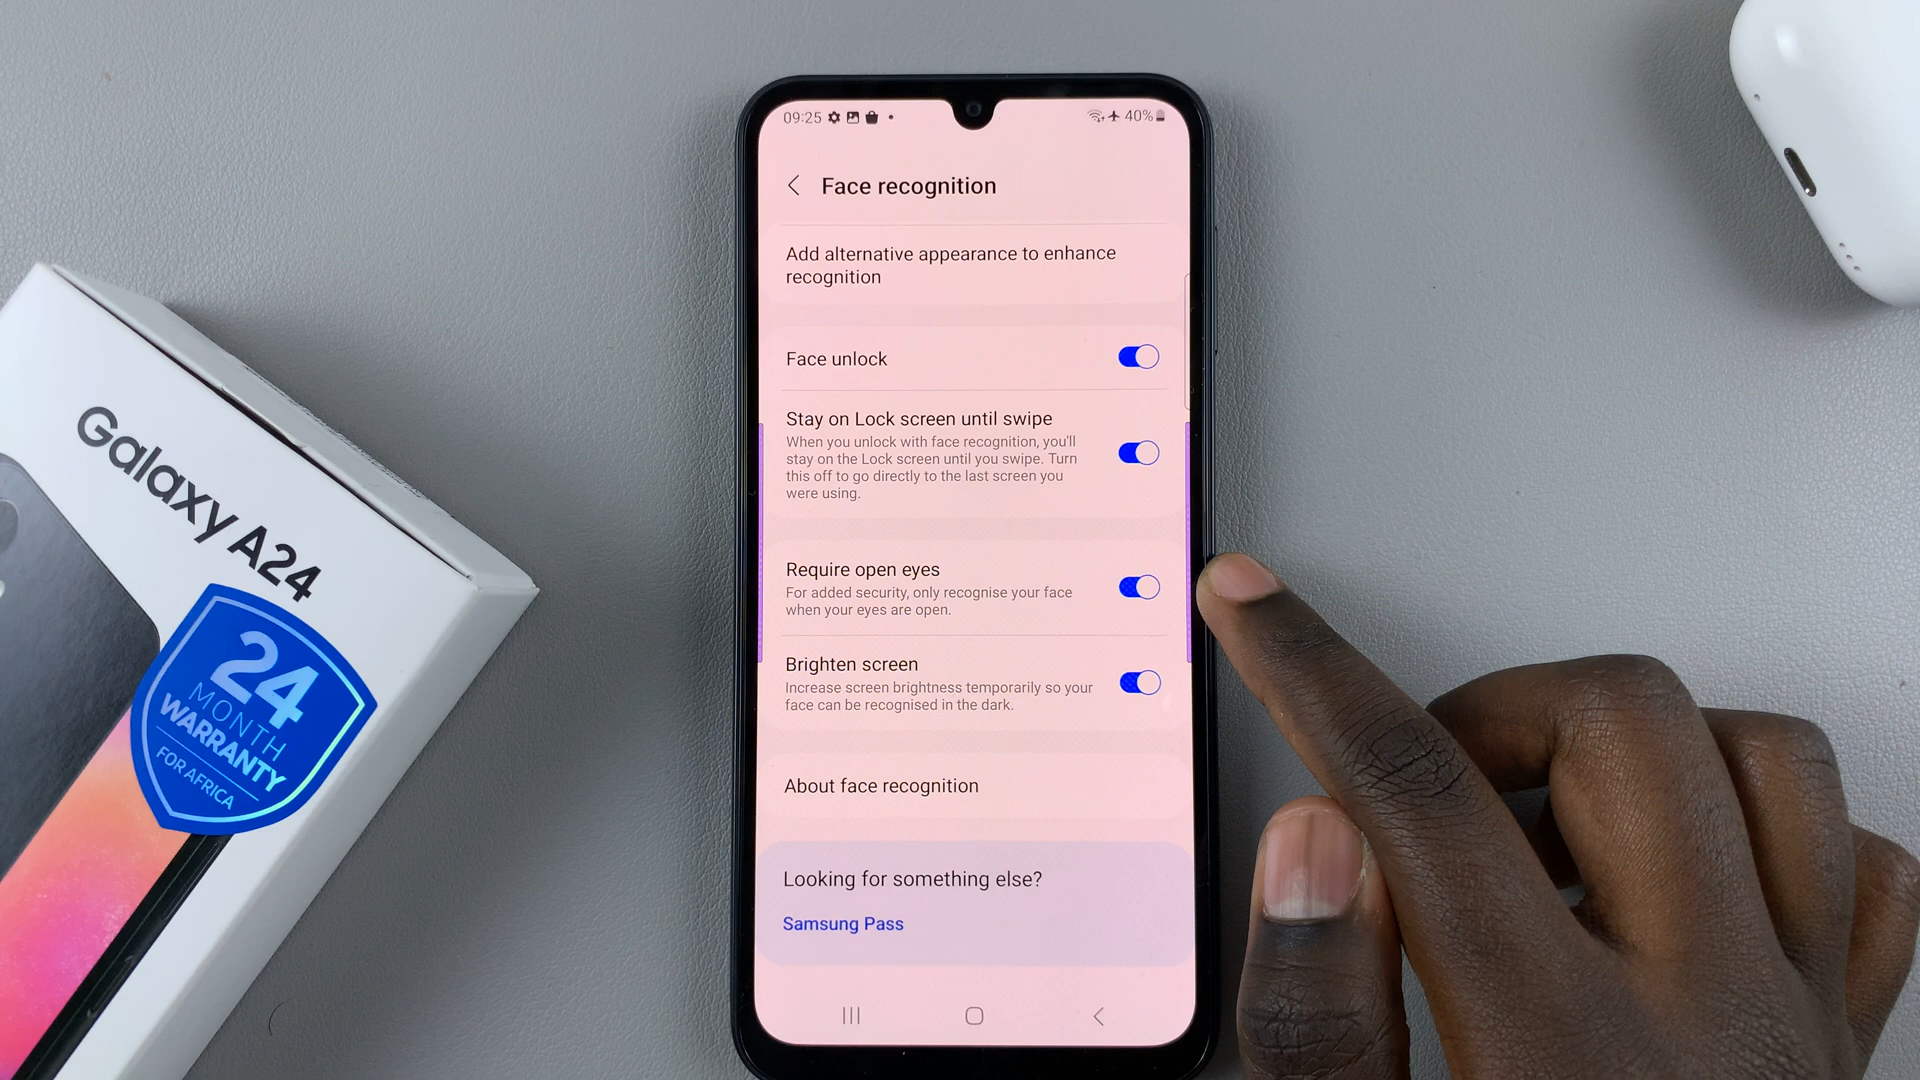 09:25
40%
Face recognition
Add alternative appearance to enhance
recognition
Face unlock
Stay on Lock screen until swipe
When you unlock with face recognition, you'll
stay on the Lock screen until you swipe. Turn
this off to go directly to the last screen you
were using.
Require open eyes
For added security, only recognise your face
when your eyes are open.
Brighten screen
Increase screen brightness temporarily so your
face can be recognised in the dark.
About face recognition
Looking for something else?
Samsung Pass
Galaxy A24
24
MONTH
WARRANTY
FOR AFRICA